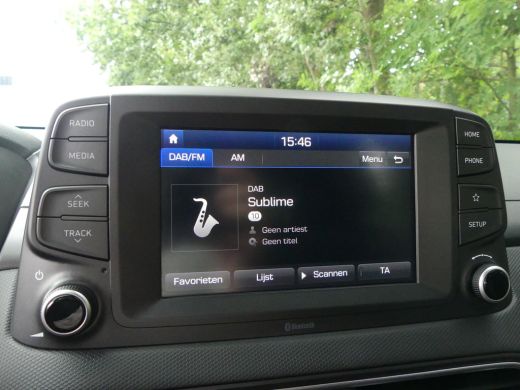 RADIO
MEDIA
SEEK
TRACK
15:46
DAB/FM
AM
Menu
DAB
Sublime
10
Geen artiest
Geen titel
Favorieten
Lijst
Scannen
TA
HOME
PHONE
SETUP
Bluetooth